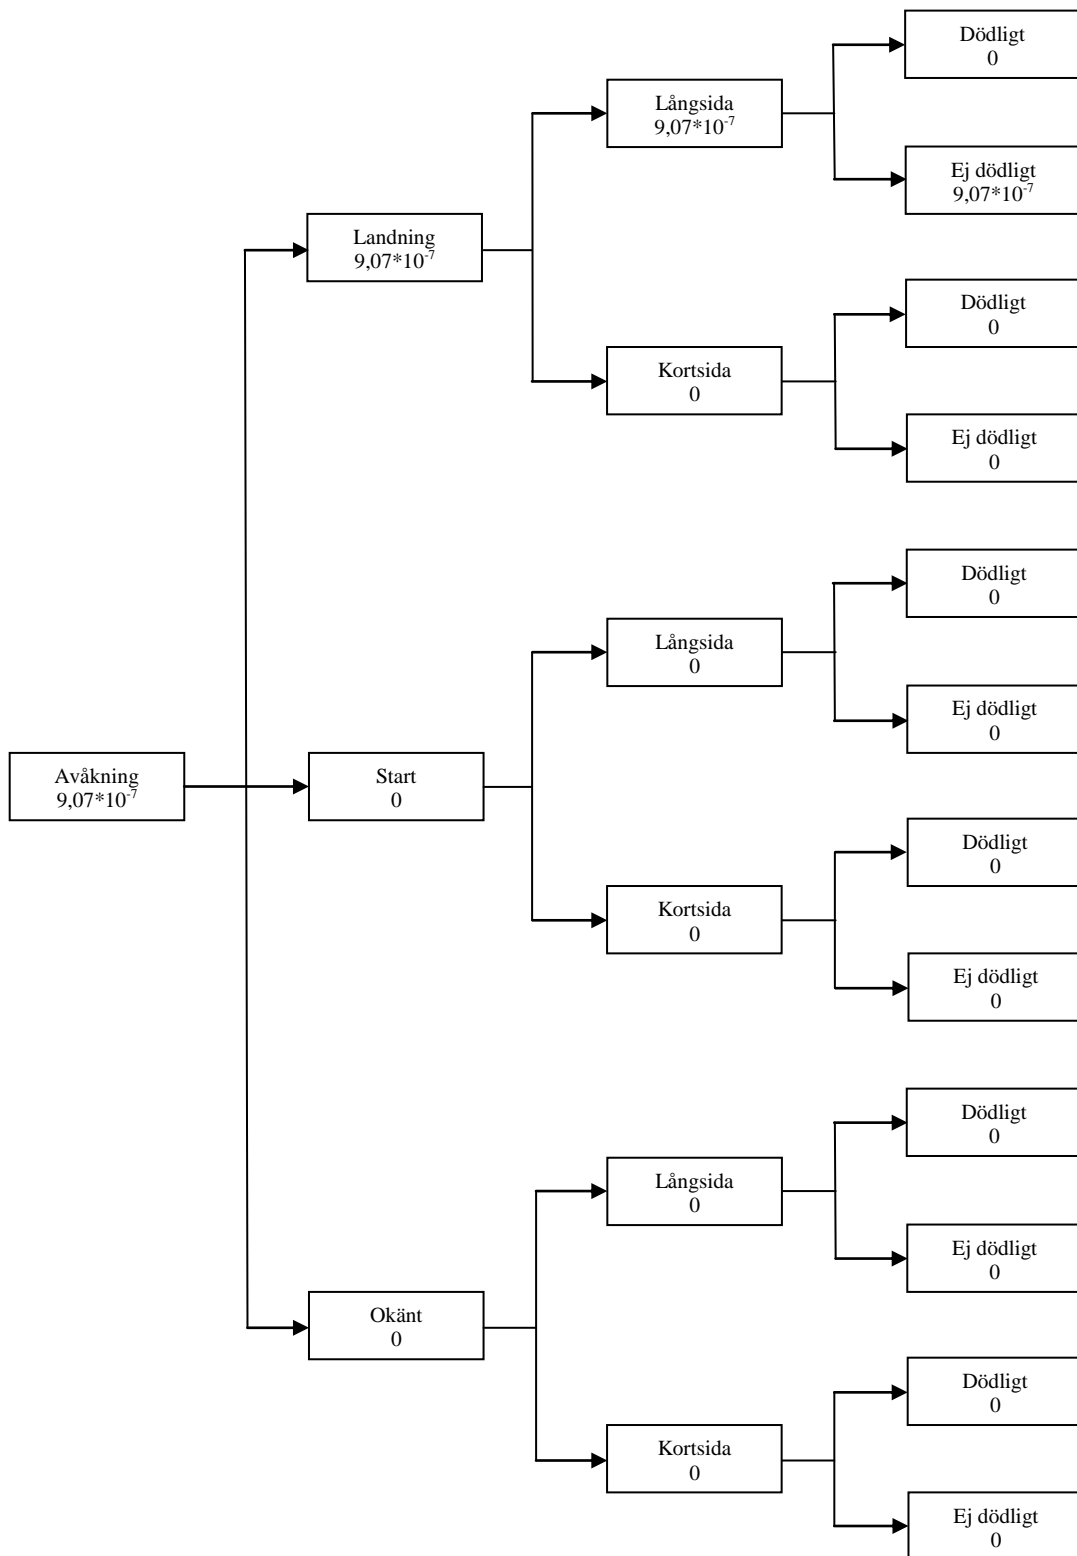 Dödligt
0
Långsida
9,07*10⁻⁷
Ej dödligt
9,07*10⁻⁷
Landning
9,07*10⁻⁷
Dödligt
0
Kortsida
0
Ej dödligt
0
Dödligt
0
Långsida
0
Ej dödligt
0
Avåkning
9,07*10⁻⁷
Start
0
Dödligt
0
Kortsida
0
Ej dödligt
0
Dödligt
0
Långsida
0
Ej dödligt
0
Okänt
0
Dödligt
0
Kortsida
0
Ej dödligt
0